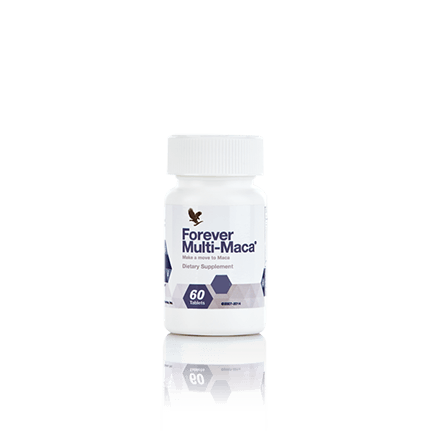 Forever
Multi-Maca®
Make a move to Maca
Dietary Supplement
60
Tablets